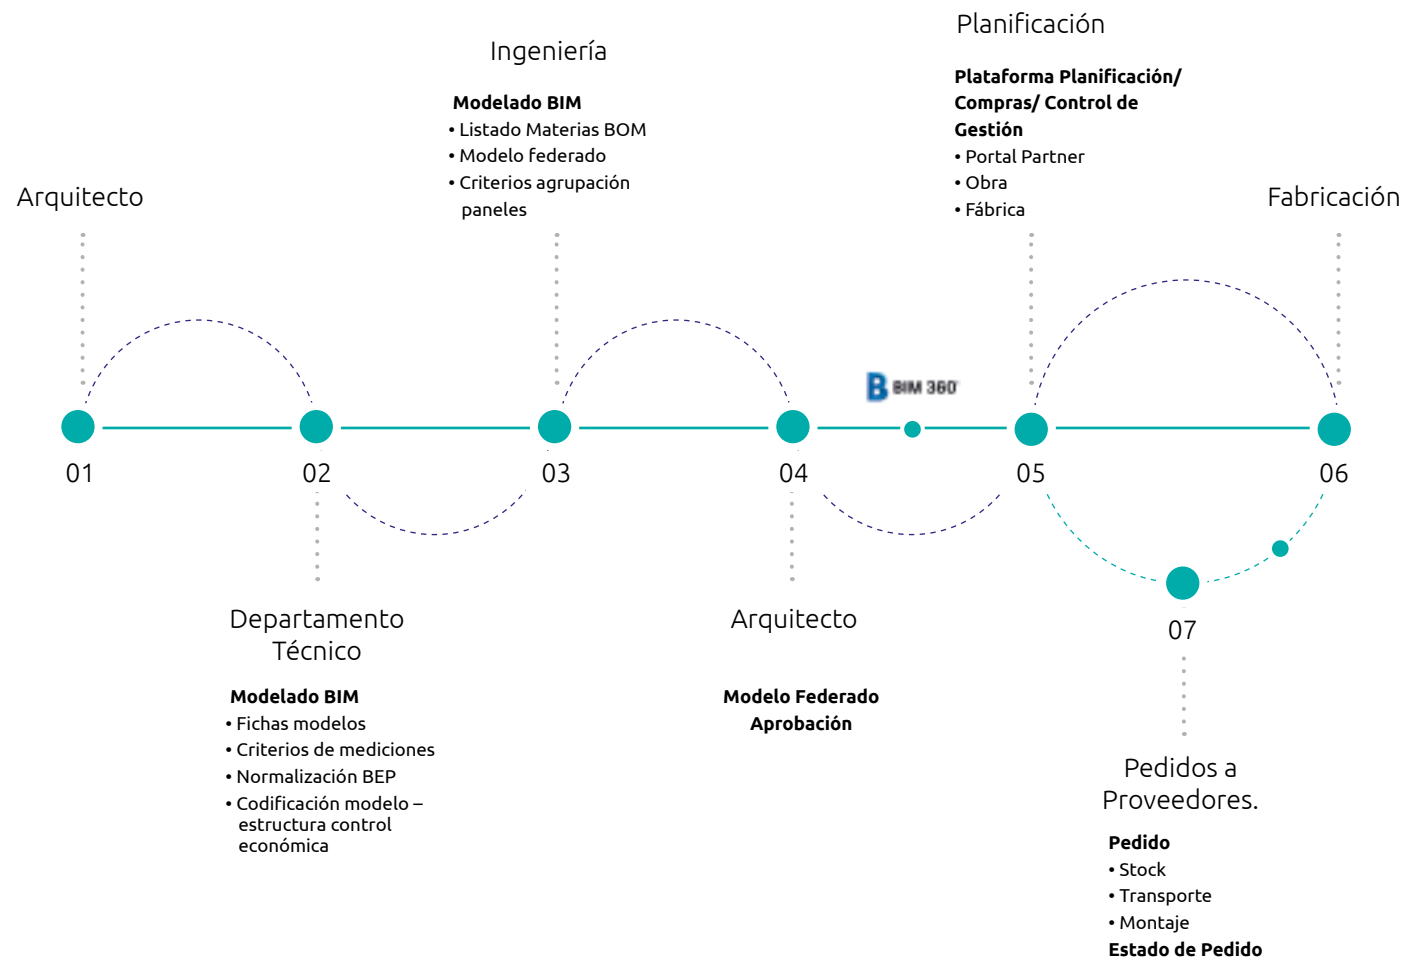 Planificación
Plataforma Planificación/
Compras/ Control de
Gestión
• Portal Partner
• Obra
• Fábrica
Ingeniería
Modelado BIM
• Listado Materias BOM
• Modelo federado
• Criterios agrupación
paneles
Arquitecto
Fabricación
B BIM 360
01
02
03
04
05
06
07
Departamento
Técnico
Modelado BIM
• Fichas modelos
• Criterios de mediciones
• Normalización BEP
• Codificación modelo –
estructura control
económica
Arquitecto
Modelo Federado
Aprobación
Pedidos a
Proveedores.
Pedido
• Stock
• Transporte
• Montaje
Estado de Pedido